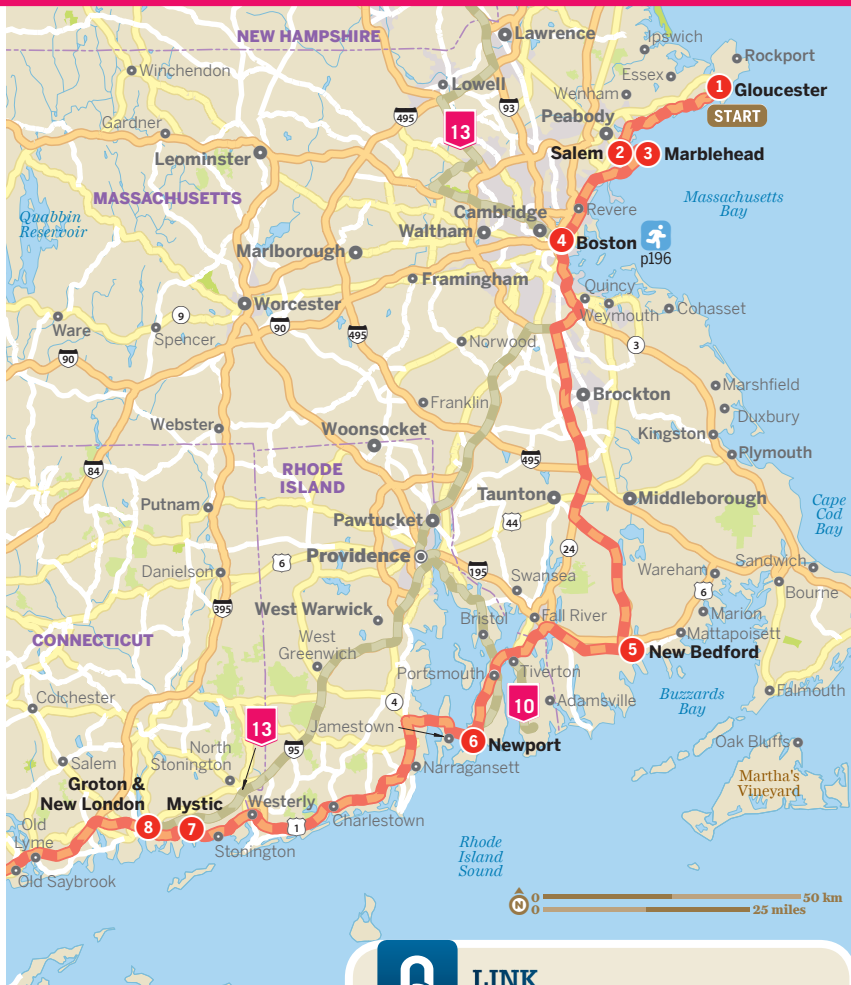 NEW HAMPSHIRE
Lawrence
Ipswich
Rockport
Winchendon
Essex
Lowell
Wenham
1
Gloucester
START
93
495
Peabody
13
Gardner
Leominster
Salem
2
3
Marblehead
MASSACHUSETTS
Massachusetts
Bay
Quabbin
Reservoir
Cambridge
Revere
Waltham
4
Boston
p196
Marlborough
Framingham
Quincy
Worcester
Cohasset
Weymouth
9
Ware
Spencer
90
495
Norwood
3
90
Marshfield
Brockton
Franklin
Duxbury
Webster
Woonsocket
Kingston
Plymouth
495
84
RHODE
ISLAND
Taunton
Middleborough
Cape
Cod
Bay
Putnam
Pawtucket
44
24
Providence
6
Sandwich
Danielson
195
Swansea
Wareham
6
Bourne
395
West Warwick
Bristol
Fall River
Marion
Mattapoisett
CONNECTICUT
West
Greenwich
5
New Bedford
Portsmouth
Tiverton
Colchester
4
10
Adamsville
Buzzards
Bay
Falmouth
13
Jamestown
North
Stonington
95
6
Newport
Oak Bluffs
Salem
Narragansett
Martha's
Vineyard
Groton &
New London
Mystic
Westerly
Old
Lyme
8
7
1
Charlestown
Stonington
Rhode
Island
Sound
Old Saybrook
N
0
50 km
0
25 miles
LINK